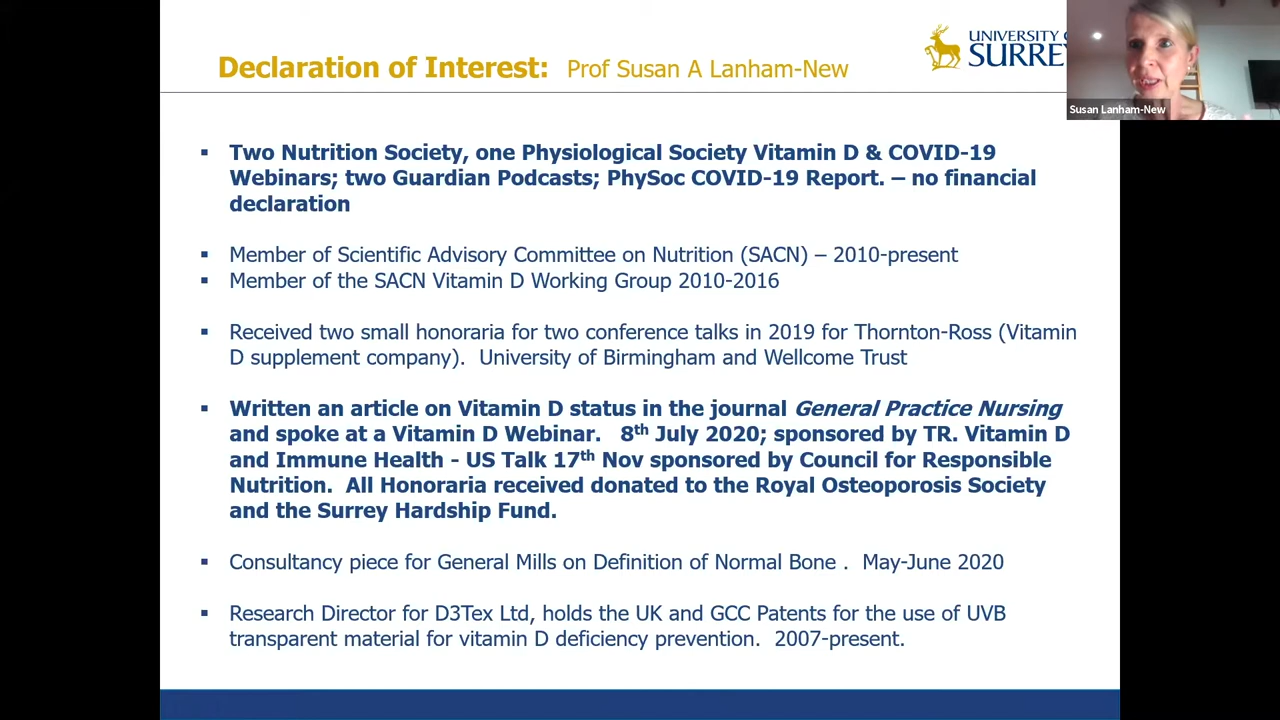 Declaration of Interest: Prof Susan A Lanham-New
UNIVERSITY
SURREY
Susan Lanham-New
▪ Two Nutrition Society, one Physiological Society Vitamin D & COVID-19
Webinars; two Guardian Podcasts; PhySoc COVID-19 Report. – no financial
declaration
▪ Member of Scientific Advisory Committee on Nutrition (SACN) – 2010-present
▪ Member of the SACN Vitamin D Working Group 2010-2016
▪ Received two small honoraria for two conference talks in 2019 for Thornton-Ross (Vitamin
D supplement company). University of Birmingham and Wellcome Trust
▪ Written an article on Vitamin D status in the journal General Practice Nursing
and spoke at a Vitamin D Webinar. 8th July 2020; sponsored by TR. Vitamin D
and Immune Health - US Talk 17th Nov sponsored by Council for Responsible
Nutrition. All Honoraria received donated to the Royal Osteoporosis Society
and the Surrey Hardship Fund.
▪ Consultancy piece for General Mills on Definition of Normal Bone . May-June 2020
▪ Research Director for D3Tex Ltd, holds the UK and GCC Patents for the use of UVB
transparent material for vitamin D deficiency prevention. 2007-present.